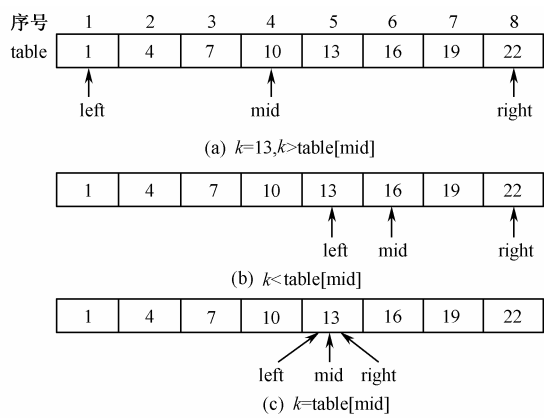 序号 1 2 3 4 5 6 7 8
table 1 4 7 10 13 16 19 22
left mid right
(a) k=13,k>table[mid]
1 4 7 10 13 16 19 22
left mid right
(b) k<table[mid]
1 4 7 10 13 16 19 22
left mid right
(c) k=table[mid]